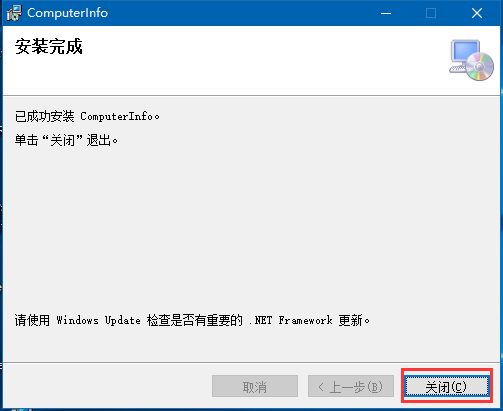 ComputerInfo
安装完成
已成功安装 ComputerInfo。
单击“关闭”退出。
请使用 Windows Update 检查是否有重要的 .NET Framework 更新。
取消 < 上一步(B) 关闭(C)